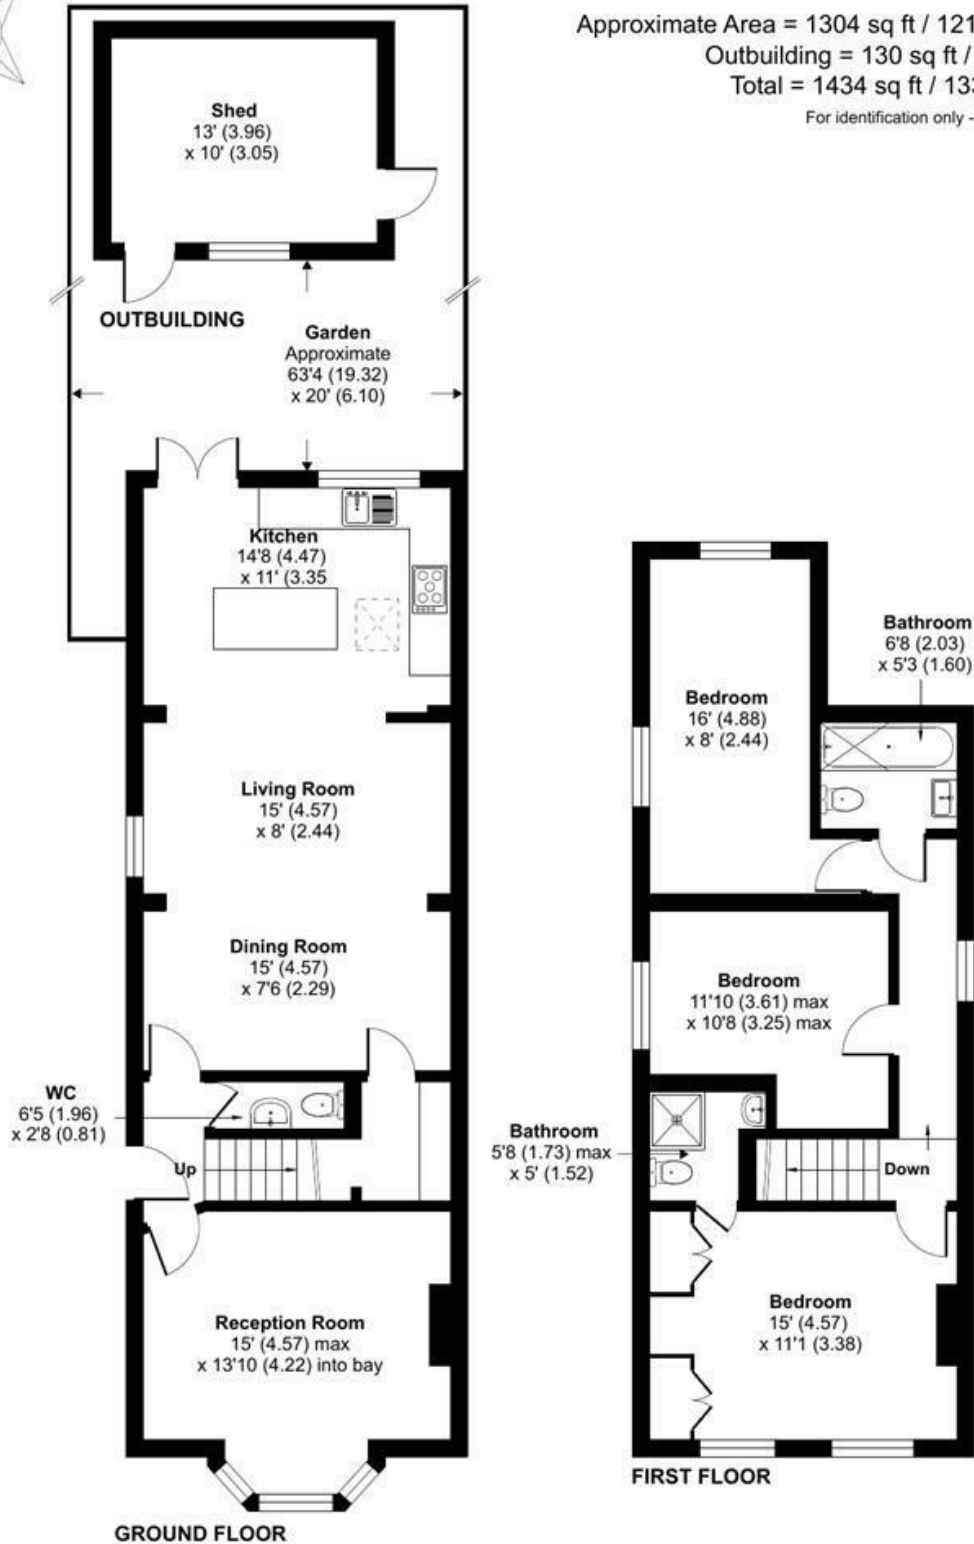 Approximate Area = 1304 sq ft / 121
Outbuilding = 130 sq ft /
Total = 1434 sq ft / 133
For identification only -
Shed
13' (3.96)
x 10' (3.05)
OUTBUILDING
Garden
Approximate
63'4 (19.32)
x 20' (6.10)
Kitchen
14'8 (4.47)
x 11' (3.35
Living Room
15' (4.57)
x 8' (2.44)
Dining Room
15' (4.57)
x 7'6 (2.29)
WC
6'5 (1.96)
x 2'8 (0.81)
Up
Reception Room
15' (4.57) max
x 13'10 (4.22) into bay
GROUND FLOOR
Bathroom
6'8 (2.03)
x 5'3 (1.60)
Bedroom
16' (4.88)
x 8' (2.44)
Bedroom
11'10 (3.61) max
x 10'8 (3.25) max
Bathroom
5'8 (1.73) max
x 5' (1.52)
Down
Bedroom
15' (4.57)
x 11'1 (3.38)
FIRST FLOOR